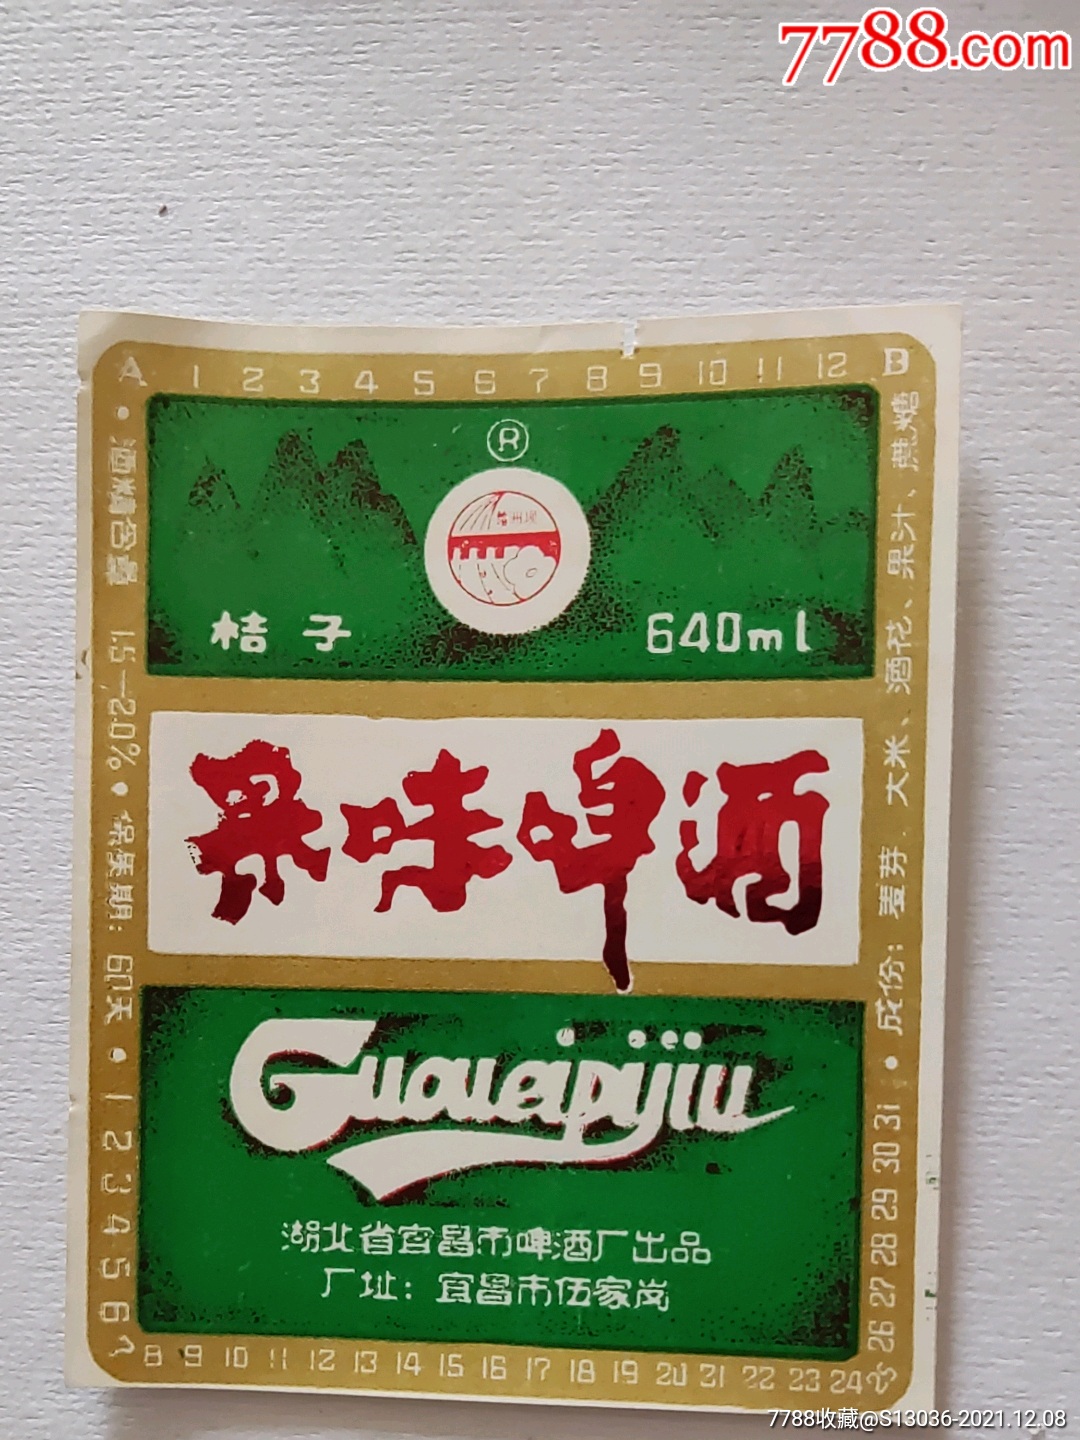 7788.com
A 1 2 3 4 5 6 7 8 9 10 11 12 B
R
桔子
640ml
果味啤酒
Guaueipijiu
湖北省宜昌市啤酒厂出品
厂址：宜昌市伍家岗
• 酒精含量 1.5—2.0% • 保质期：60天 • 1 2 3 4 5 6 7
8 9 10 11 12 13 14 15 16 17 18 19 20 21 22 23 24 25
26 27 28 29 30 31 • 成份：麦芽、大米、酒花、果汁、蔗糖
7788收藏@S13036-2021.12.08